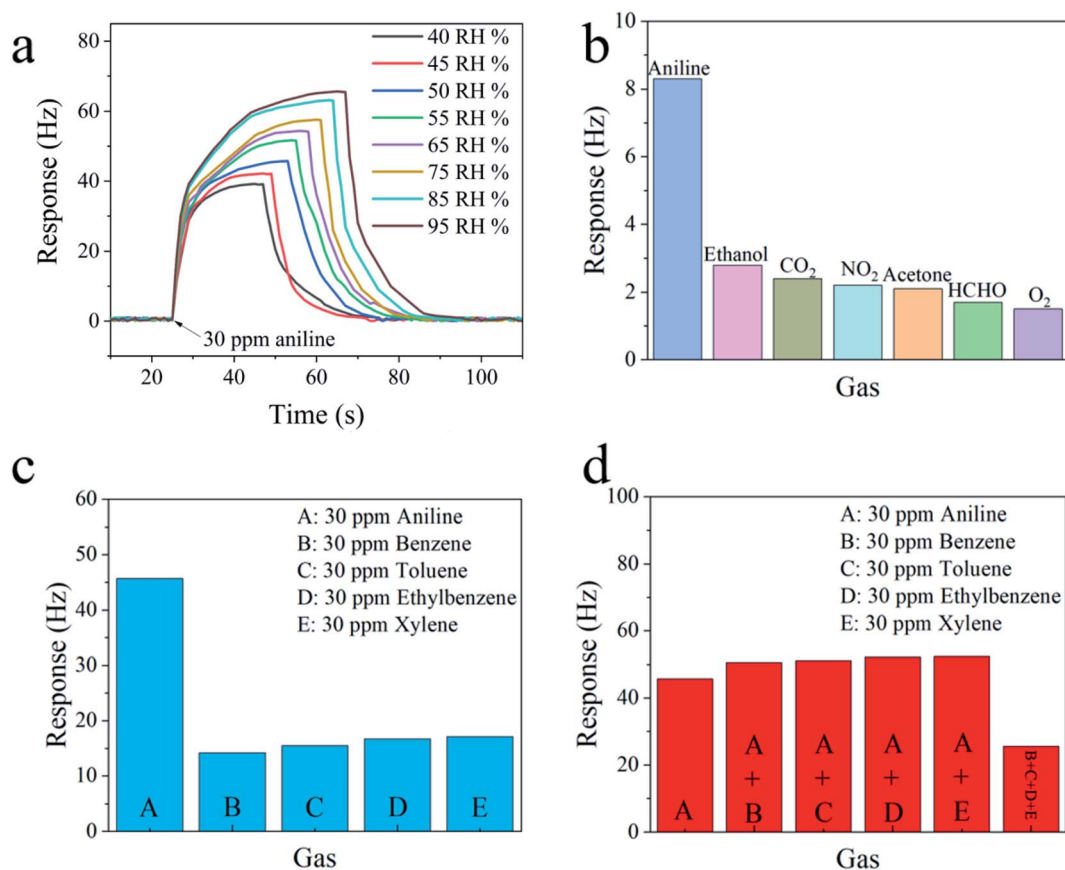 a
Response (Hz)
80
60
40
20
0
40 RH %
45 RH %
50 RH %
55 RH %
65 RH %
75 RH %
85 RH %
95 RH %
30 ppm aniline
20
40
60
80
100
Time (s)
b
Response (Hz)
10
8
6
4
2
0
Aniline
Ethanol
CO₂
NO₂
Acetone
HCHO
O₂
Gas
c
Response (Hz)
60
50
40
30
20
10
0
A: 30 ppm Aniline
B: 30 ppm Benzene
C: 30 ppm Toluene
D: 30 ppm Ethylbenzene
E: 30 ppm Xylene
A
B
C
D
E
Gas
d
Response (Hz)
100
80
60
40
20
0
A: 30 ppm Aniline
B: 30 ppm Benzene
C: 30 ppm Toluene
D: 30 ppm Ethylbenzene
E: 30 ppm Xylene
A
A
+
B
A
+
C
A
+
D
A
+
E
B+C+D+E
Gas